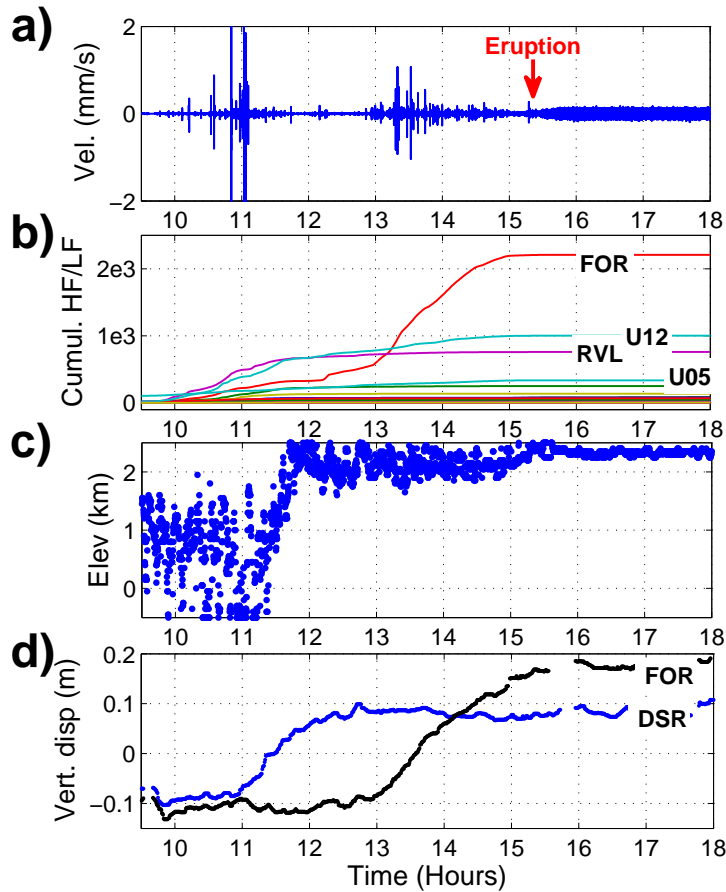 a)
Vel. (mm/s)
2
0
−2
Eruption
10 11 12 13 14 15 16 17 18
b)
Cumul. HF/LF
2e3
1e3
0
FOR
U12
RVL
U05
10 11 12 13 14 15 16 17 18
c)
Elev (km)
2
1
0
10 11 12 13 14 15 16 17 18
d)
Vert. disp (m)
0.2
0.1
0
−0.1
FOR
DSR
10 11 12 13 14 15 16 17 18
Time (Hours)